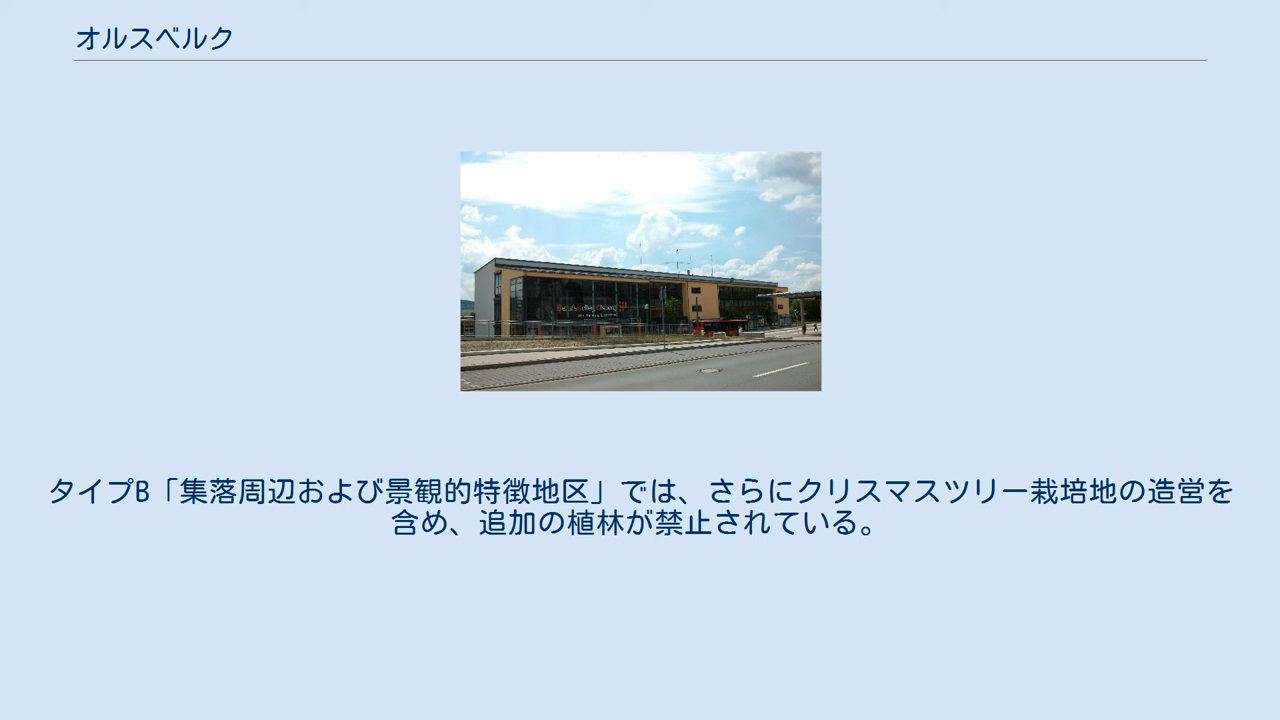 オルスベルク
タイプB「集落周辺および景観的特徴地区」では、さらにクリスマスツリー栽培地の造営を
含め、追加の植林が禁止されている。